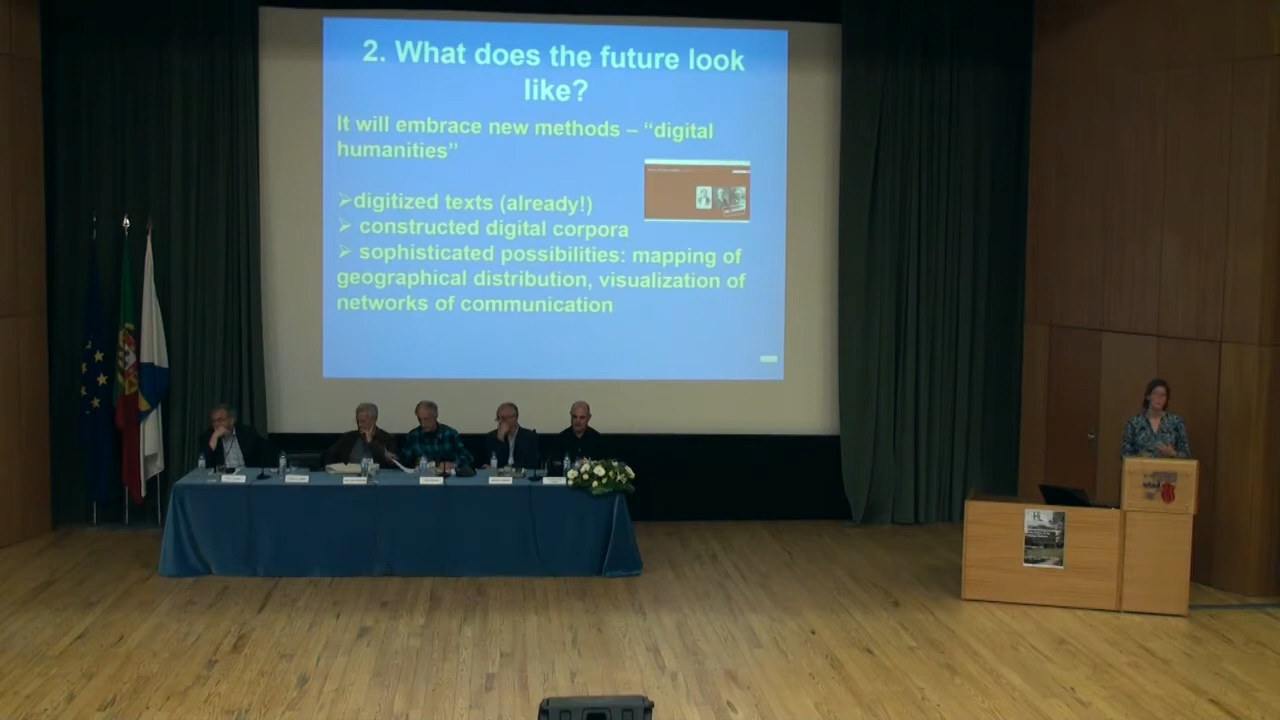 2. What does the future look
like?
It will embrace new methods – “digital
humanities”
➢digitized texts (already!)
➢ constructed digital corpora
➢ sophisticated possibilities: mapping of
geographical distribution, visualization of
networks of communication